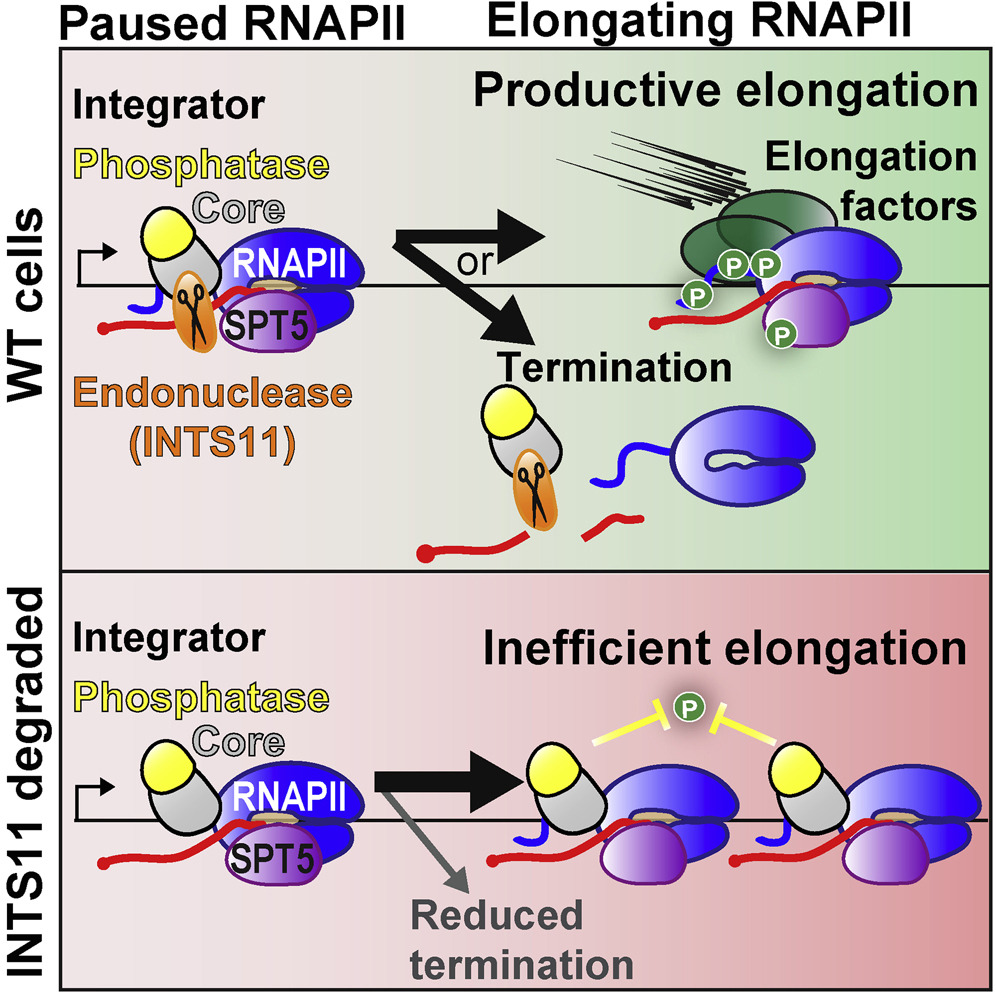 Paused RNAPII
Elongating RNAPII
WT cells
Integrator
Phosphatase
Core
RNAPII
SPT5
Endonuclease
(INTS11)
or
Productive elongation
Elongation
factors
P
P
P
P
Termination
INTS11 degraded
Integrator
Phosphatase
Core
RNAPII
SPT5
Inefficient elongation
P
Reduced
termination